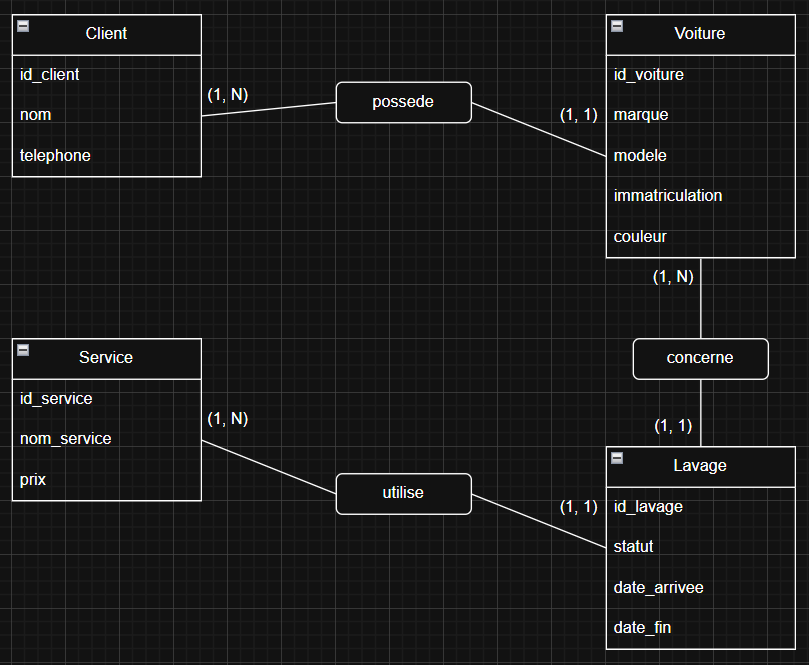 Client
id_client
nom
telephone
(1, N)
possede
(1, 1)
Voiture
id_voiture
marque
modele
immatriculation
couleur
(1, N)
concerne
(1, 1)
Service
id_service
nom_service
prix
(1, N)
utilise
(1, 1)
Lavage
id_lavage
statut
date_arrivee
date_fin